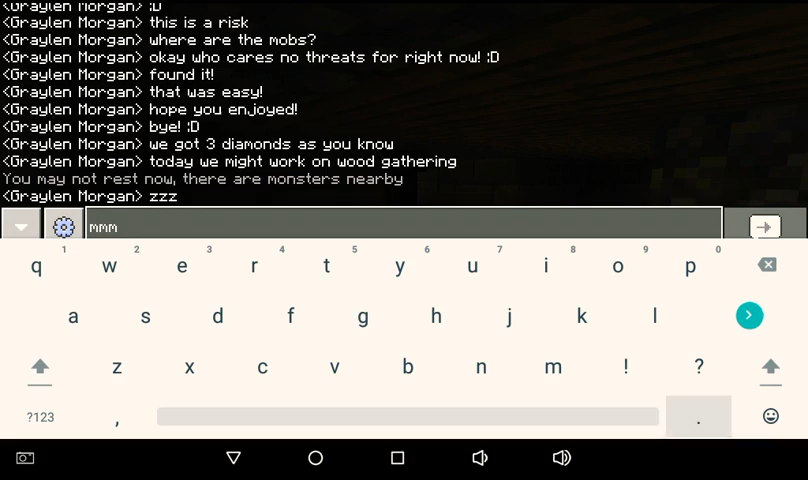 <Graylen Morgan> :D
<Graylen Morgan> this is a risk
<Graylen Morgan> where are the mobs?
<Graylen Morgan> okay who cares no threats for right now! :D
<Graylen Morgan> found it!
<Graylen Morgan> that was easy!
<Graylen Morgan> hope you enjoyed!
<Graylen Morgan> bye! :D
<Graylen Morgan> we got 3 diamonds as you know
<Graylen Morgan> today we might work on wood gathering
You may not rest now, there are monsters nearby
<Graylen Morgan> zzz
mmm
1 2 3 4 5 6 7 8 9 0
q w e r t y u i o p
a s d f g h j k l
z x c v b n m ! ?
?123 , .